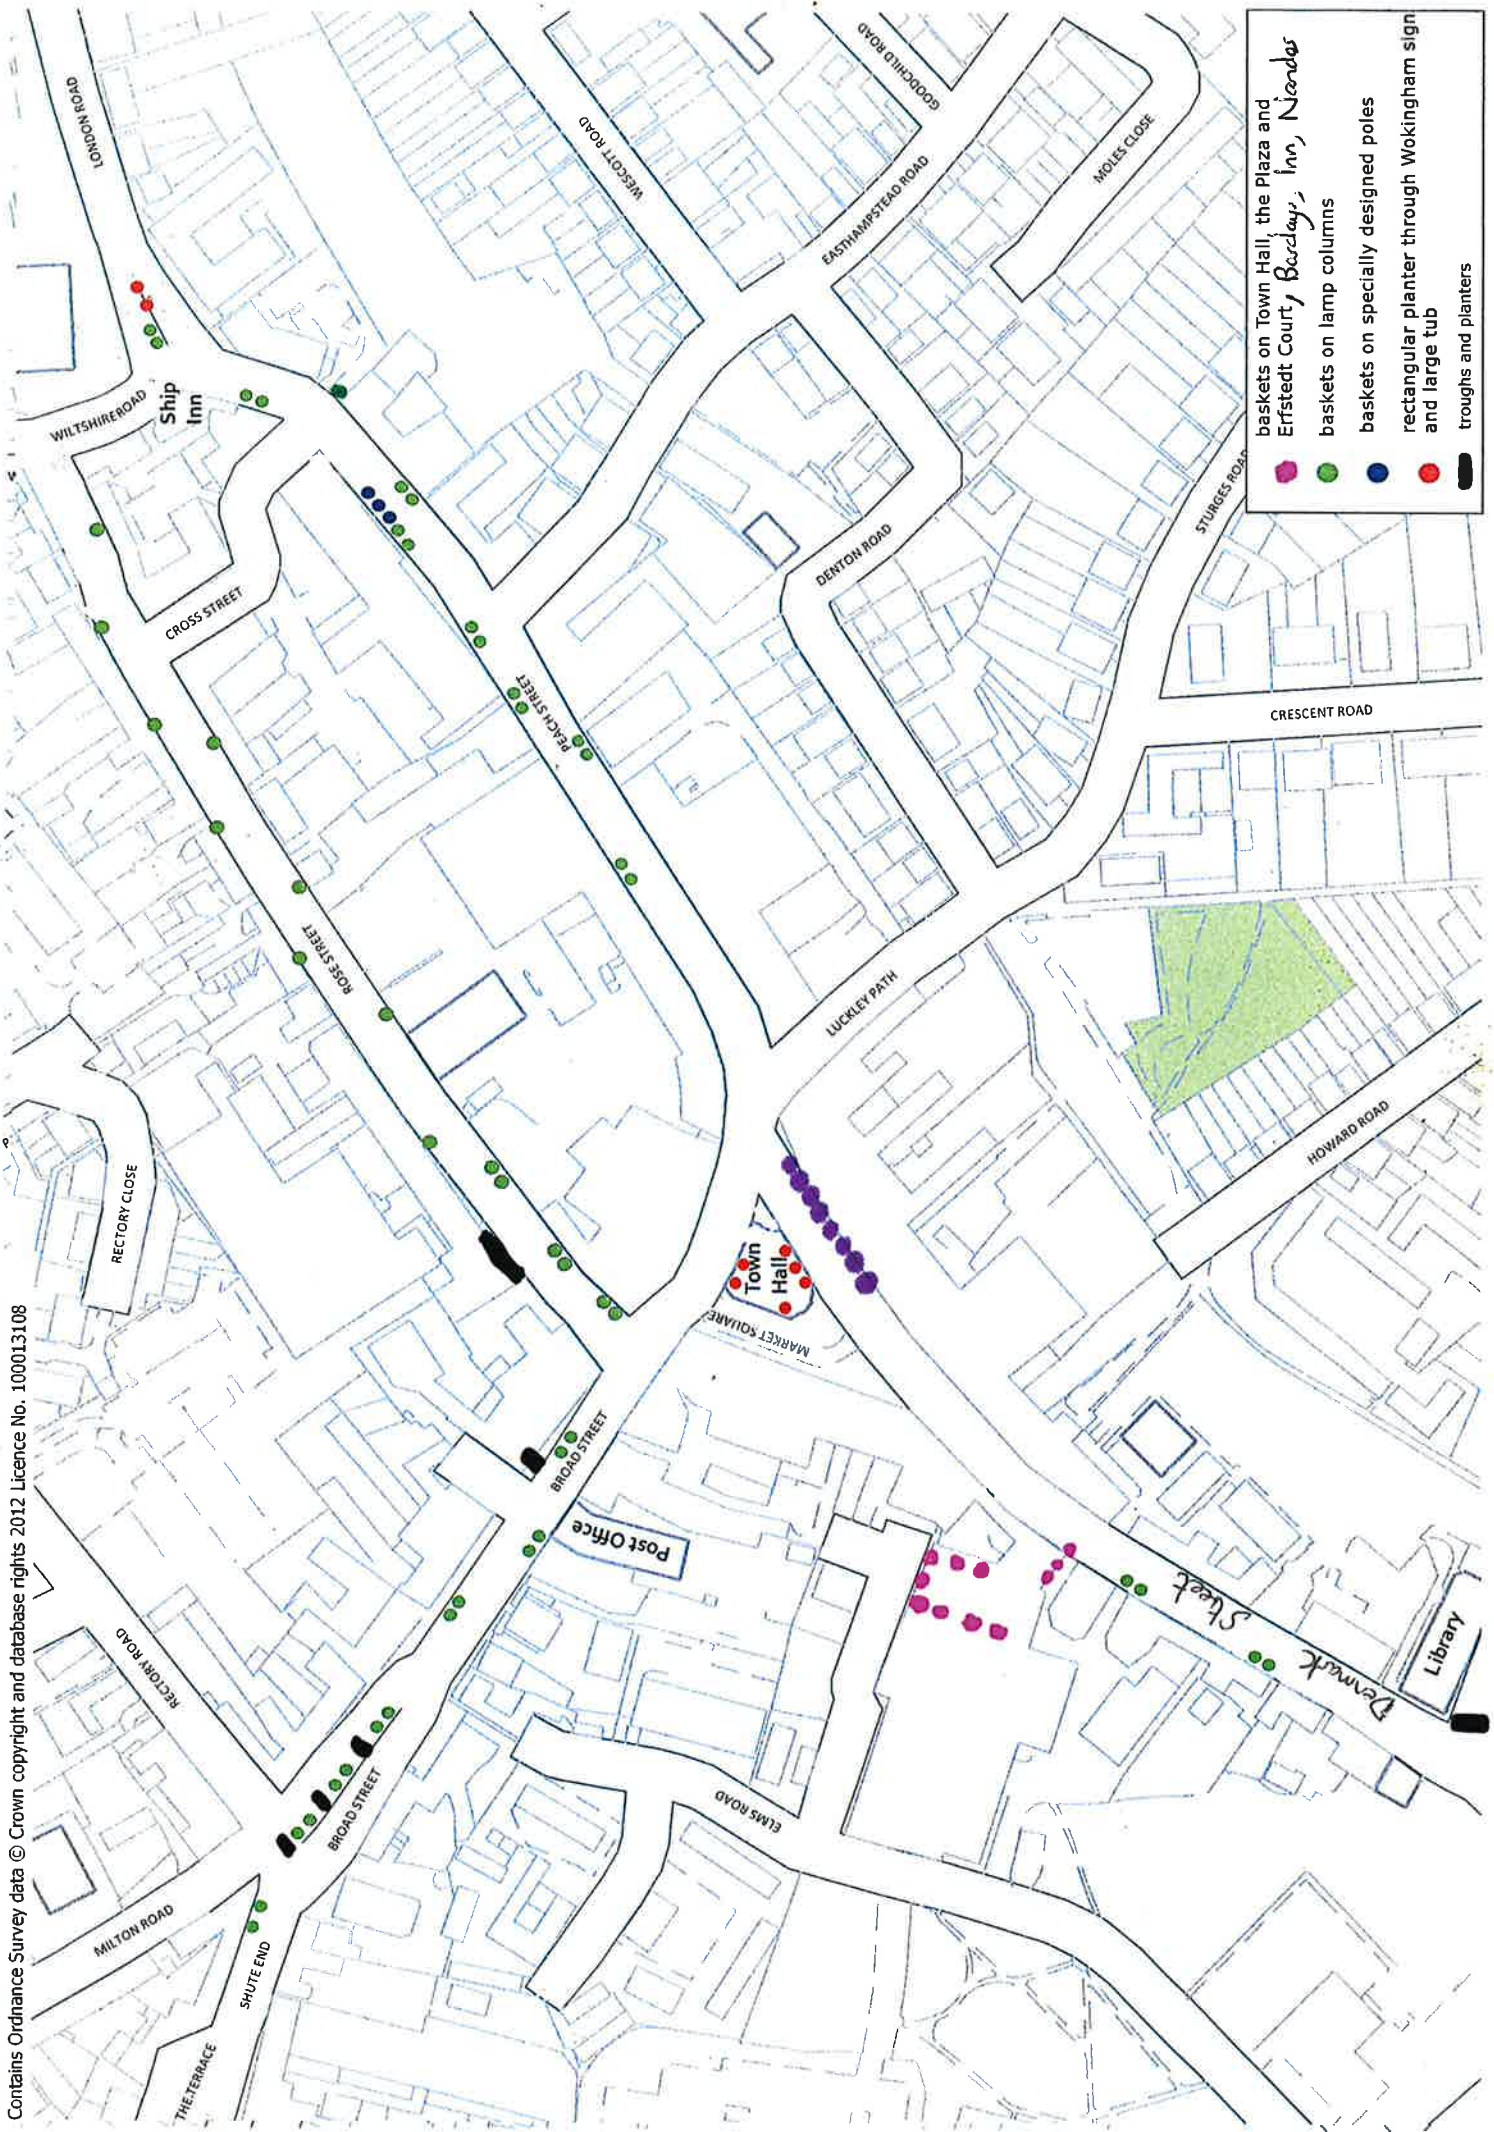 Contains Ordnance Survey data © Crown copyright and database rights 2012 Licence No. 100013108
LONDON ROAD
WILTSHIRE ROAD
Ship
Inn
CROSS STREET
WESCOTT ROAD
GOODCHILD ROAD
EASTHAMPSTEAD ROAD
MOLES CLOSE
PEACH STREET
DENTON ROAD
STURGES ROAD
CRESCENT ROAD
ROSE STREET
LUCKLEY PATH
HOWARD ROAD
RECTORY CLOSE
Town
Hall
MARKET SQUARE
BROAD STREET
Post Office
RECTORY ROAD
BROAD STREET
MILTON ROAD
SHUTE END
THE TERRACE
ELMS ROAD
Denmark Street
Library
baskets on Town Hall, the Plaza and
Erfstedt Court, Barclays, Inn, Nandos
baskets on lamp columns
baskets on specially designed poles
rectangular planter through Wokingham sign
and large tub
troughs and planters